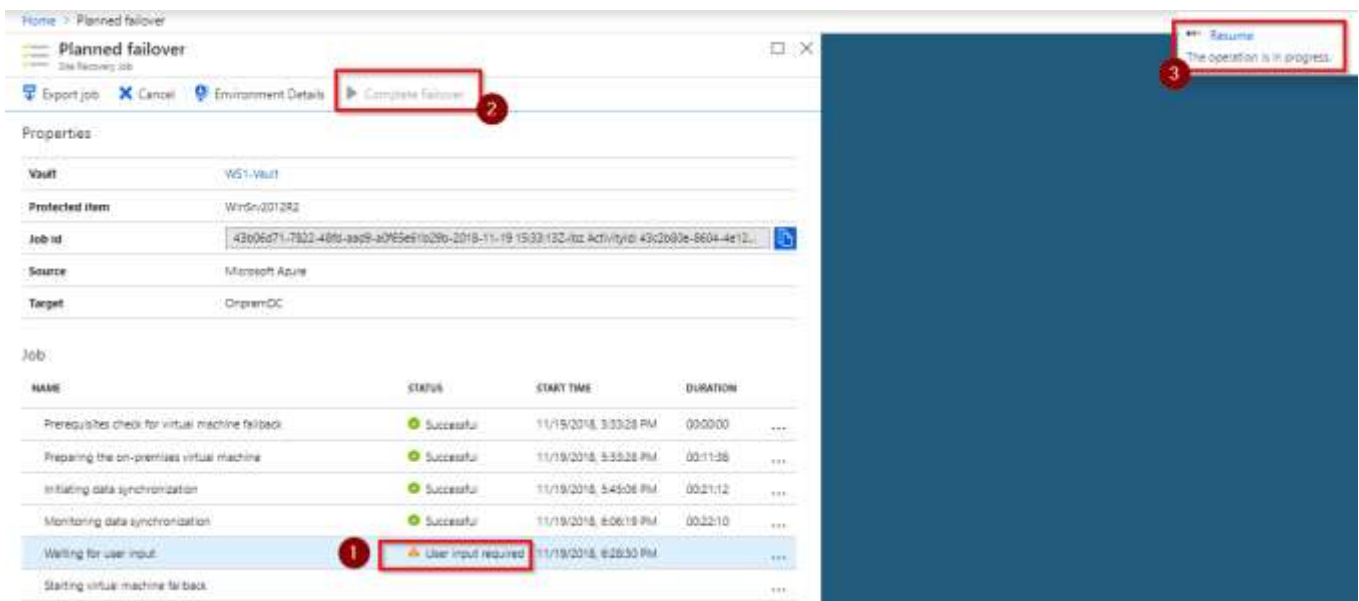 Home > Planned failover
Planned failover
Site Recovery Job
Export job Cancel Environment Details Complete Failover
2
Resume
The operation is in progress.
3
Properties
Vault WS1-Vault
Protected item WinSrv2012R2
Job id
Source Microsoft Azure
Target OnpremDC
Job
NAME STATUS START TIME DURATION
Prerequisites check for virtual machine failback Successful 11/19/2018, 5:33:28 PM 00:00:00 ...
Preparing the on-premises virtual machine Successful 11/19/2018, 5:33:28 PM 00:11:38 ...
Initiating data synchronization Successful 11/19/2018, 5:45:06 PM 00:21:12 ...
Monitoring data synchronization Successful 11/19/2018, 6:06:19 PM 00:22:10 ...
Waiting for user input 1 User input required 11/19/2018, 6:28:30 PM ...
Starting virtual machine failback ...